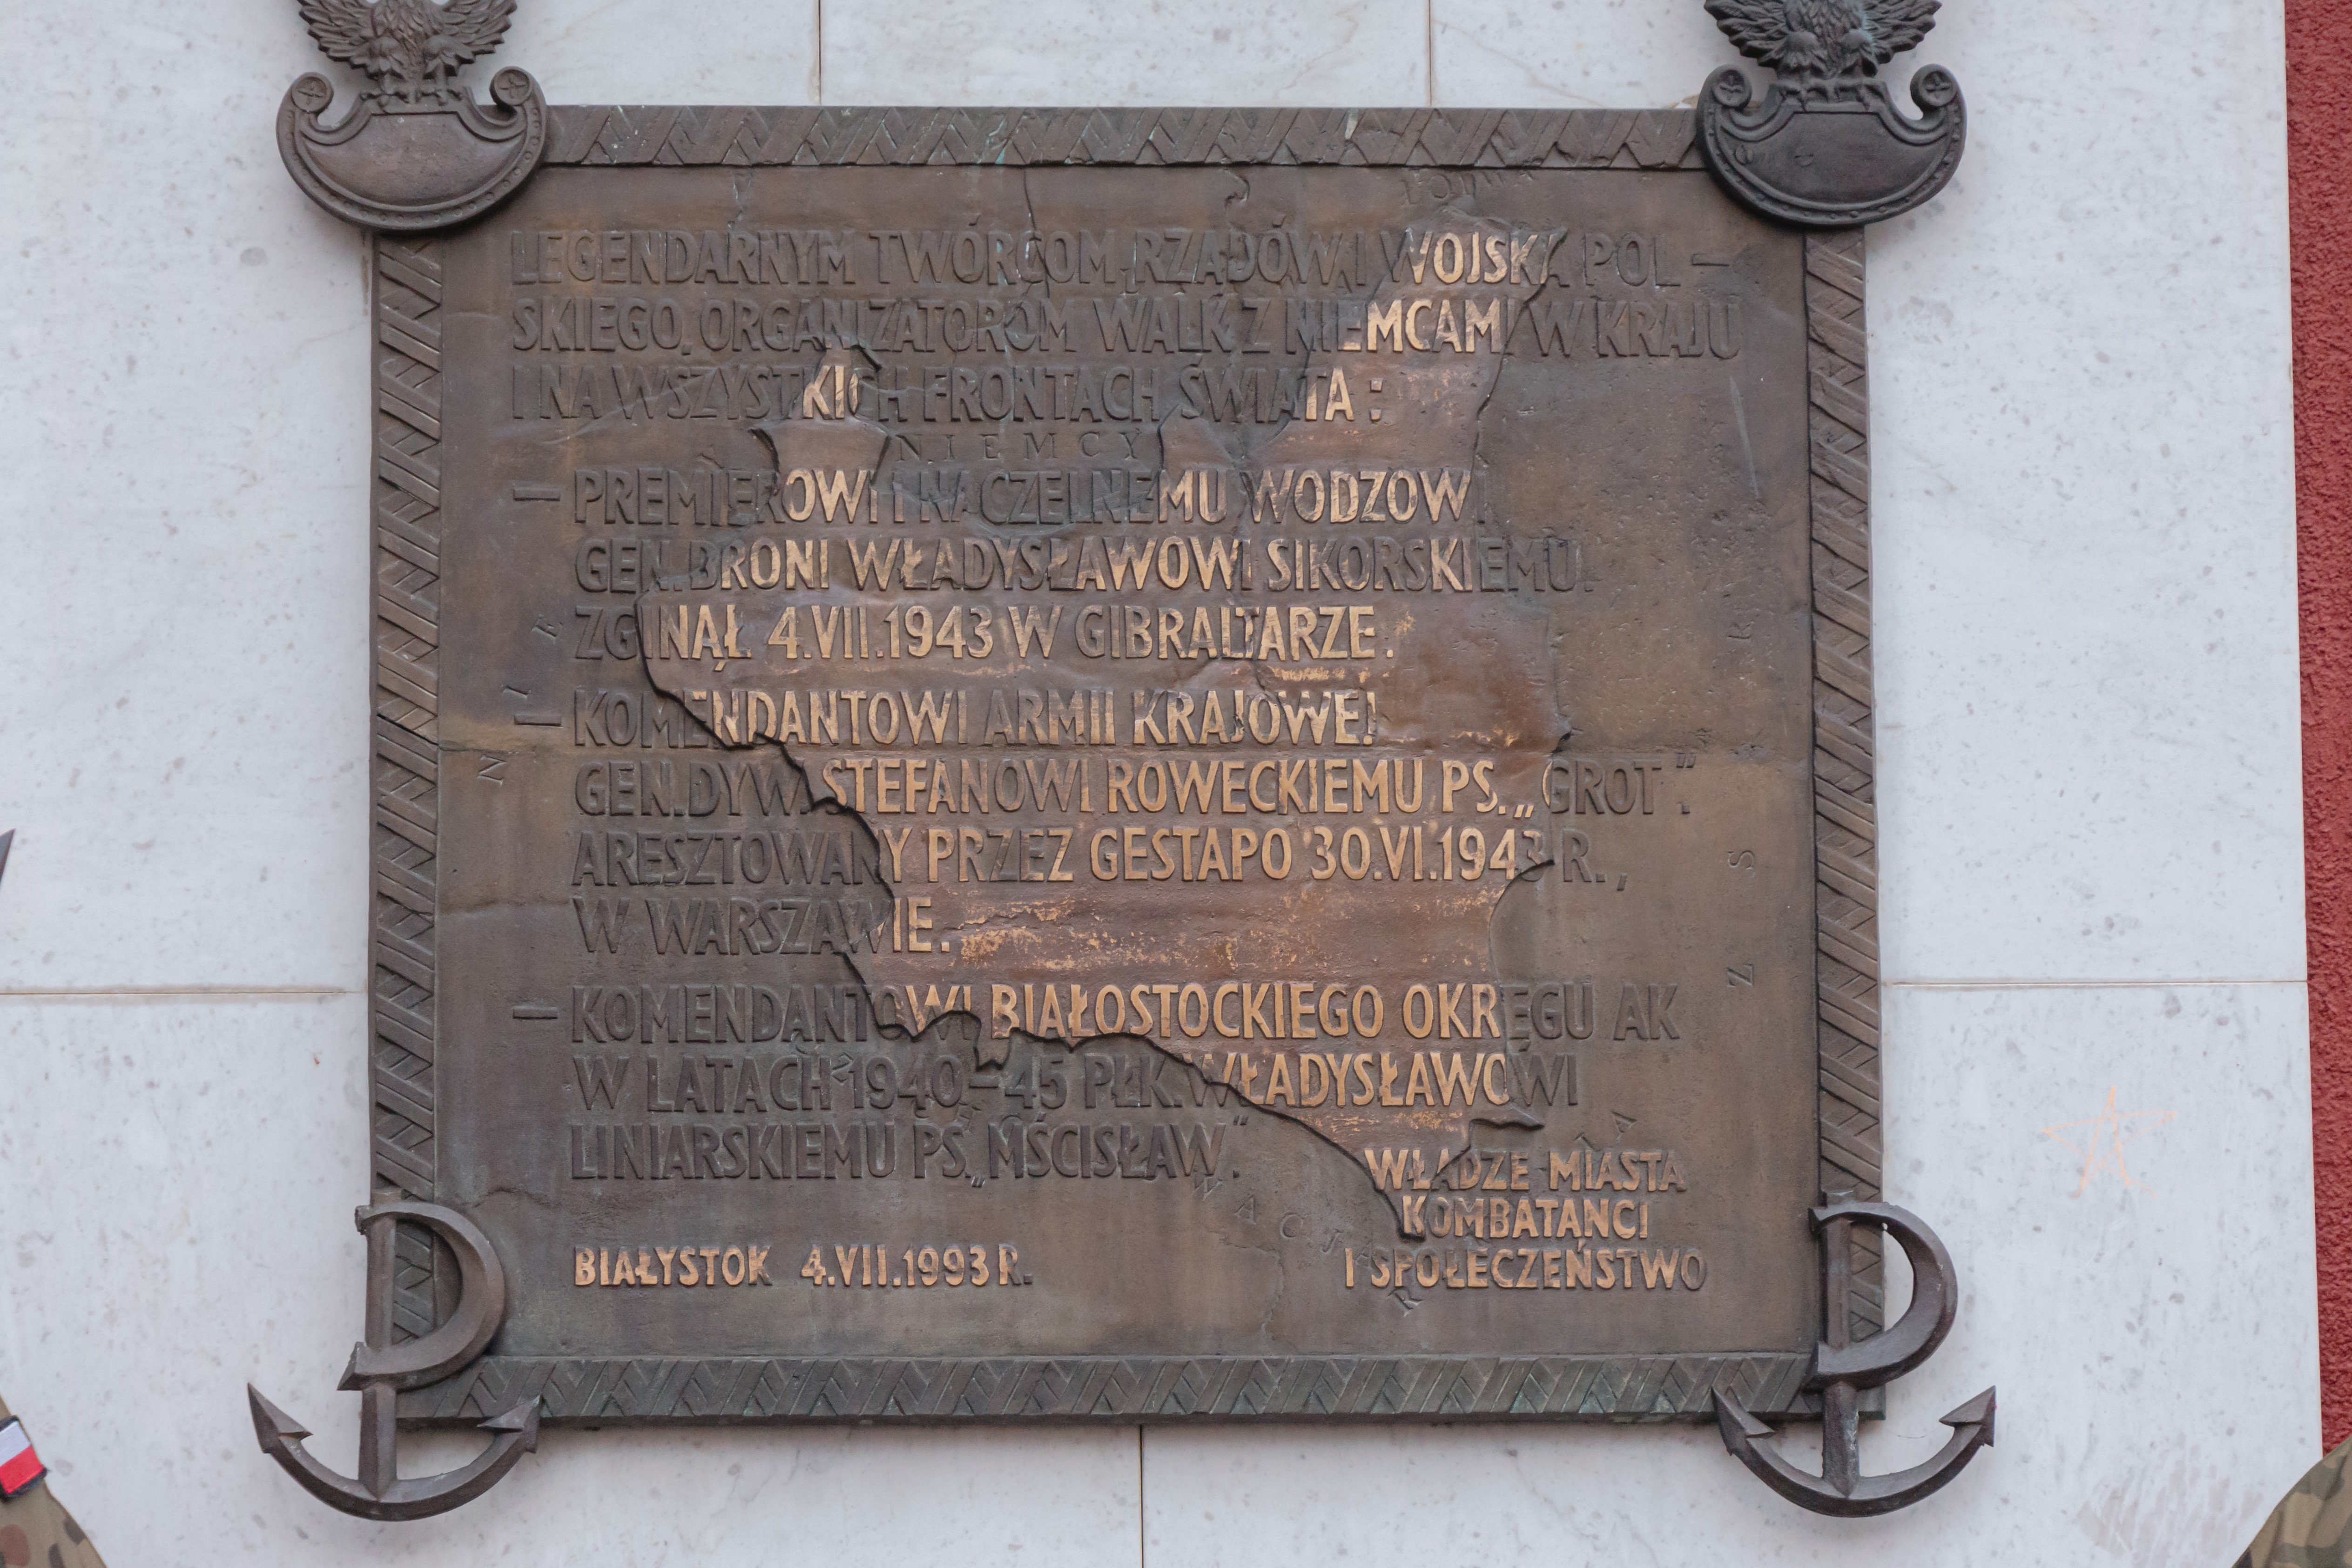 LEGENDARNYM TWÓRCOM RZĄDÓW I WOJSKA POL –
SKIEGO, ORGANIZATOROM WALK Z NIEMCAMI W KRAJU
I NA WSZYSTKICH FRONTACH ŚWIATA :
NIEMCY
– PREMIEROWI I NACZELNEMU WODZOWI
GEN. BRONI WŁADYSŁAWOWI SIKORSKIEMU.
ZGINĄŁ 4.VII.1943 W GIBRALTARZE.
– KOMENDANTOWI ARMII KRAJOWEJ
GEN. DYW. STEFANOWI ROWECKIEMU PS. „GROT”.
ARESZTOWANY PRZEZ GESTAPO 30.VI.1943 R.,
W WARSZAWIE.
– KOMENDANTOWI BIAŁOSTOCKIEGO OKRĘGU AK
W LATACH 1940–45 PŁK. WŁADYSŁAWOWI
LINIARSKIEMU PS. „MŚCISŁAW”.
WŁADZE MIASTA
KOMBATANCI
I SPOŁECZEŃSTWO
BIAŁYSTOK 4.VII.1993 R.
ZSRR